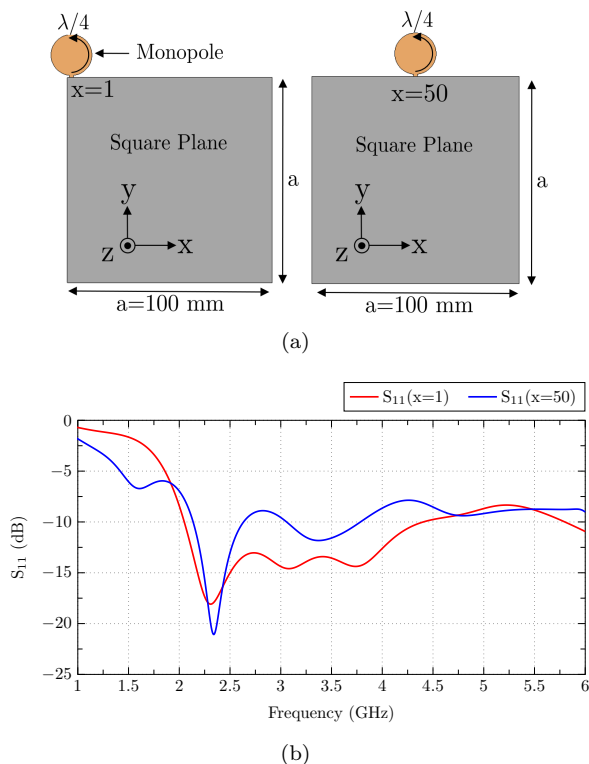 λ/4
Monopole
x=1
Square Plane
a
y
x
z
a=100 mm
λ/4
x=50
Square Plane
a
y
x
z
a=100 mm
(a)
S₁₁(x=1) S₁₁(x=50)
0
−5
−10
−15
−20
−25
S₁₁ (dB)
1 1.5 2 2.5 3 3.5 4 4.5 5 5.5 6
Frequency (GHz)
(b)